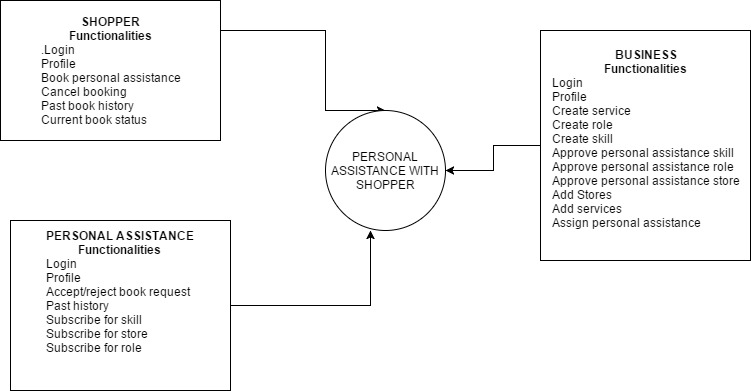 SHOPPER
Functionalities
.Login
Profile
Book personal assistance
Cancel booking
Past book history
Current book status
PERSONAL ASSISTANCE WITH SHOPPER
BUSINESS
Functionalities
Login
Profile
Create service
Create role
Create skill
Approve personal assistance skill
Approve personal assistance role
Approve personal assistance store
Add Stores
Add services
Assign personal assistance
PERSONAL ASSISTANCE
Functionalities
Login
Profile
Accept/reject book request
Past history
Subscribe for skill
Subscribe for store
Subscribe for role